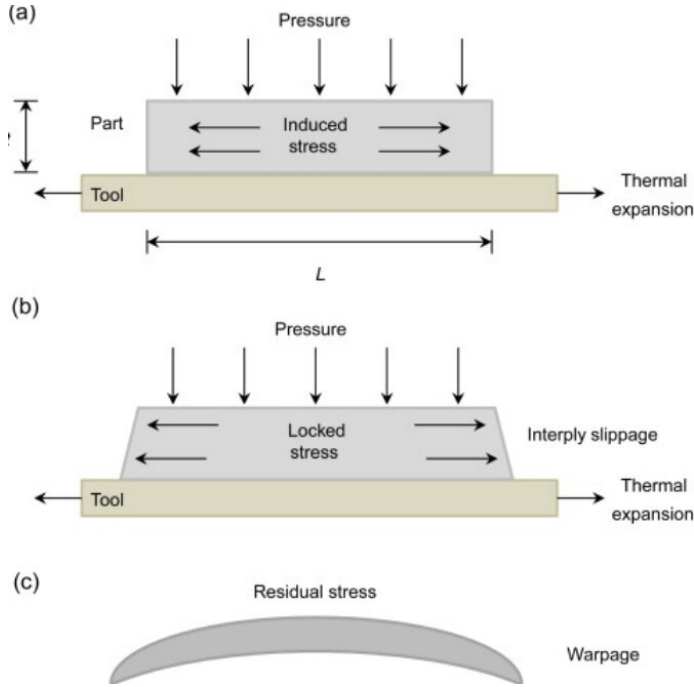 (a)
Pressure
Part
Induced
stress
Tool
Thermal
expansion
L
(b)
Pressure
Locked
stress
Interply slippage
Tool
Thermal
expansion
(c)
Residual stress
Warpage